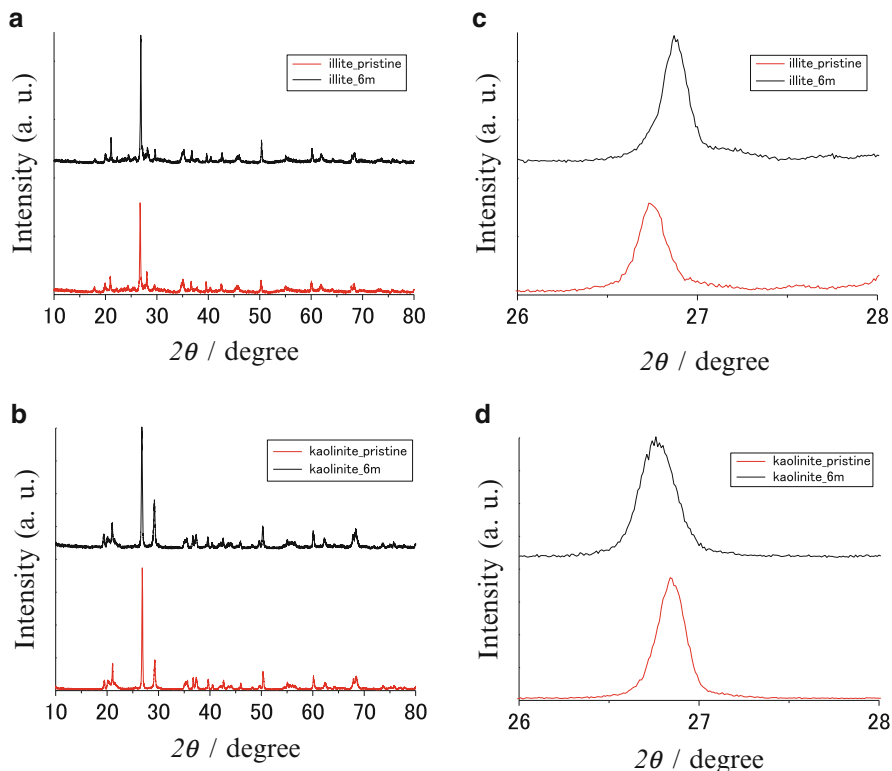 a
illite_pristine
illite_6m
Intensity (a. u.)
10 20 30 40 50 60 70 80
2θ / degree
c
illite_pristine
illite_6m
Intensity (a. u.)
26 27 28
2θ / degree
b
kaolinite_pristine
kaolinite_6m
Intensity (a. u.)
10 20 30 40 50 60 70 80
2θ / degree
d
kaolinite_pristine
kaolinite_6m
Intensity (a. u.)
26 27 28
2θ / degree